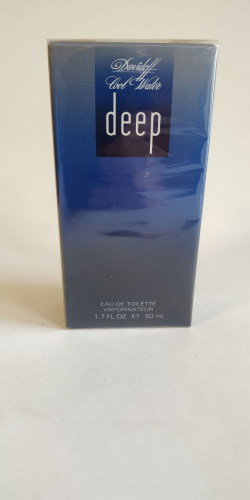 Davidoff
Cool Water
deep
EAU DE TOILETTE
VAPORISATEUR
1.7 FL OZ ℮ 50 ml